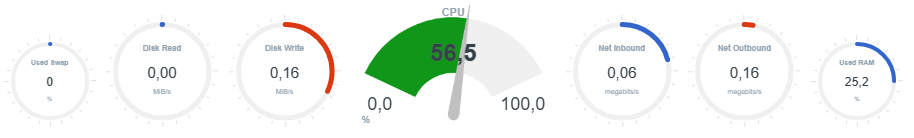 Used Swap
0
%
Disk Read
0,00
MiB/s
Disk Write
0,16
MiB/s
CPU
56,5
0,0
100,0
%
Net Inbound
0,06
megabits/s
Net Outbound
0,16
megabits/s
Used RAM
25,2
%